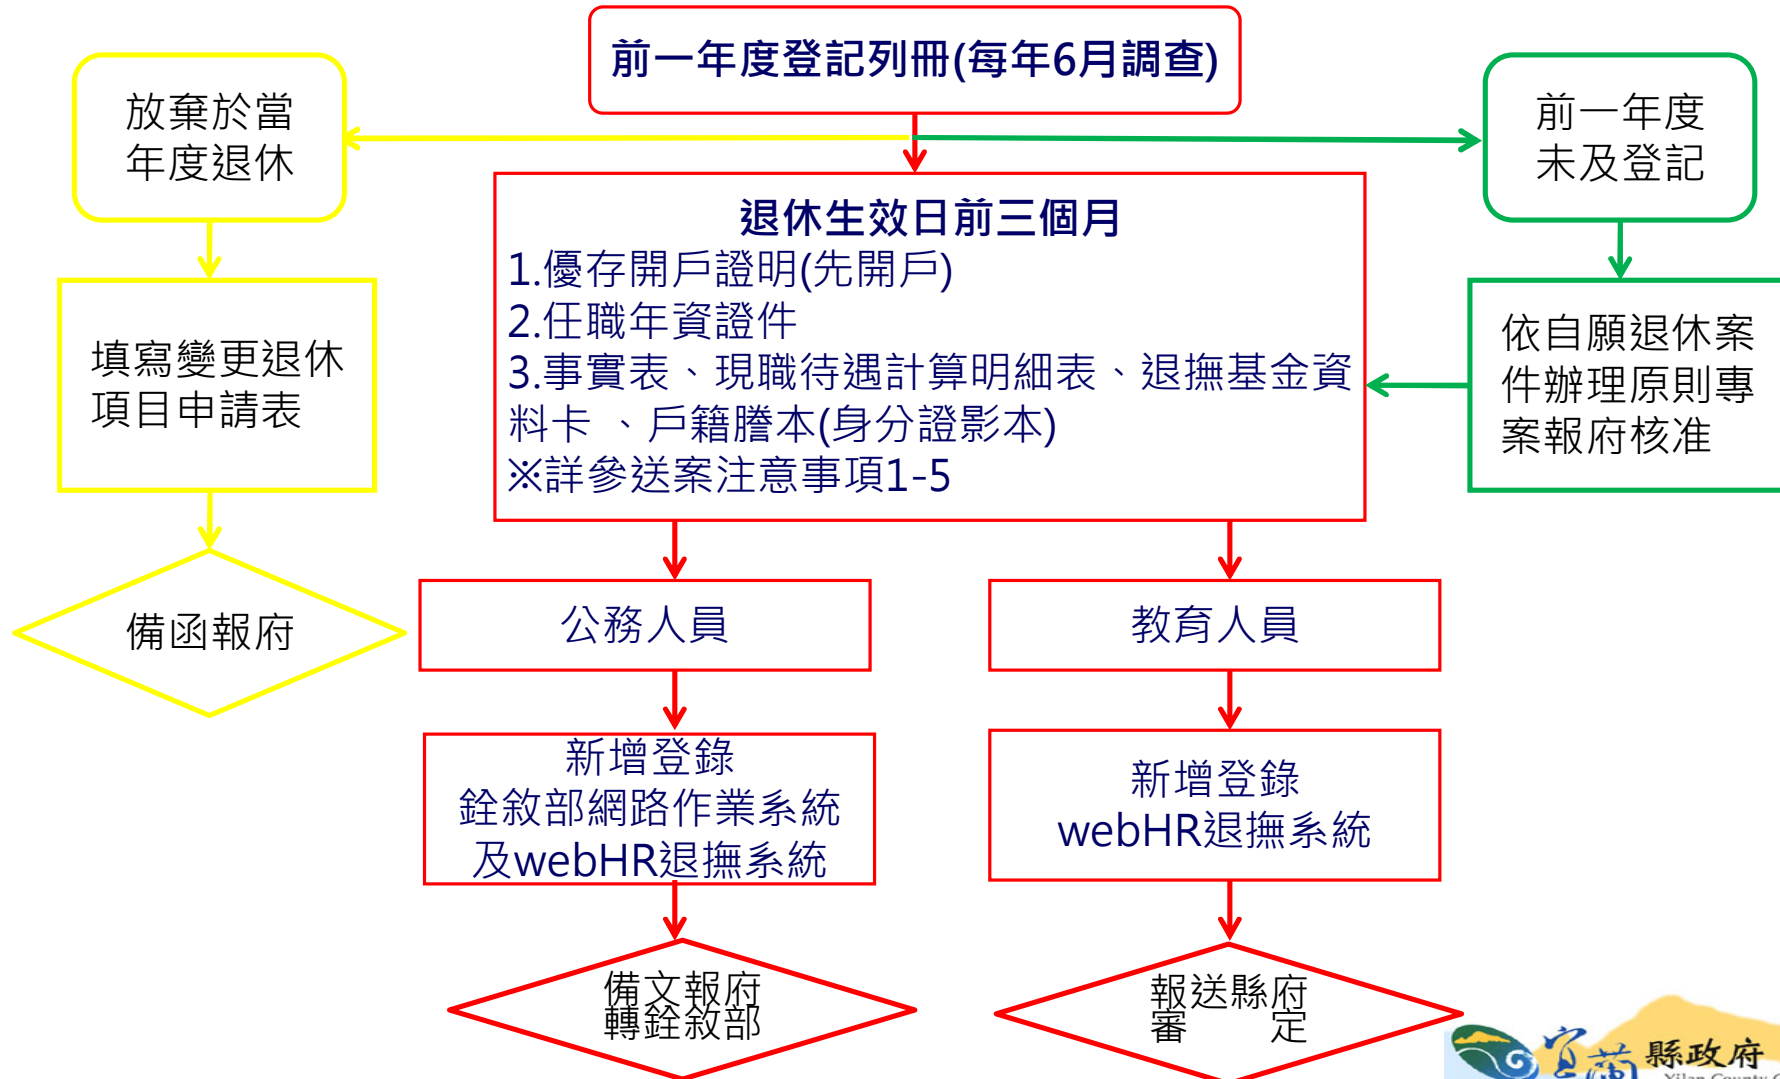 前一年度登記列冊(每年6月調查)
放棄於當
年度退休
前一年度
未及登記
退休生效日前三個月
1.優存開戶證明(先開戶)
2.任職年資證件
3.事實表、現職待遇計算明細表、退撫基金資
料卡 、戶籍謄本(身分證影本)
※詳參送案注意事項1-5
填寫變更退休
項目申請表
依自願退休案
件辦理原則專
案報府核准
備函報府
公務人員
教育人員
新增登錄
銓敘部網路作業系統
及webHR退撫系統
新增登錄
webHR退撫系統
備文報府
轉銓敘部
報送縣府
審 定
宜蘭縣政府
Yilan County